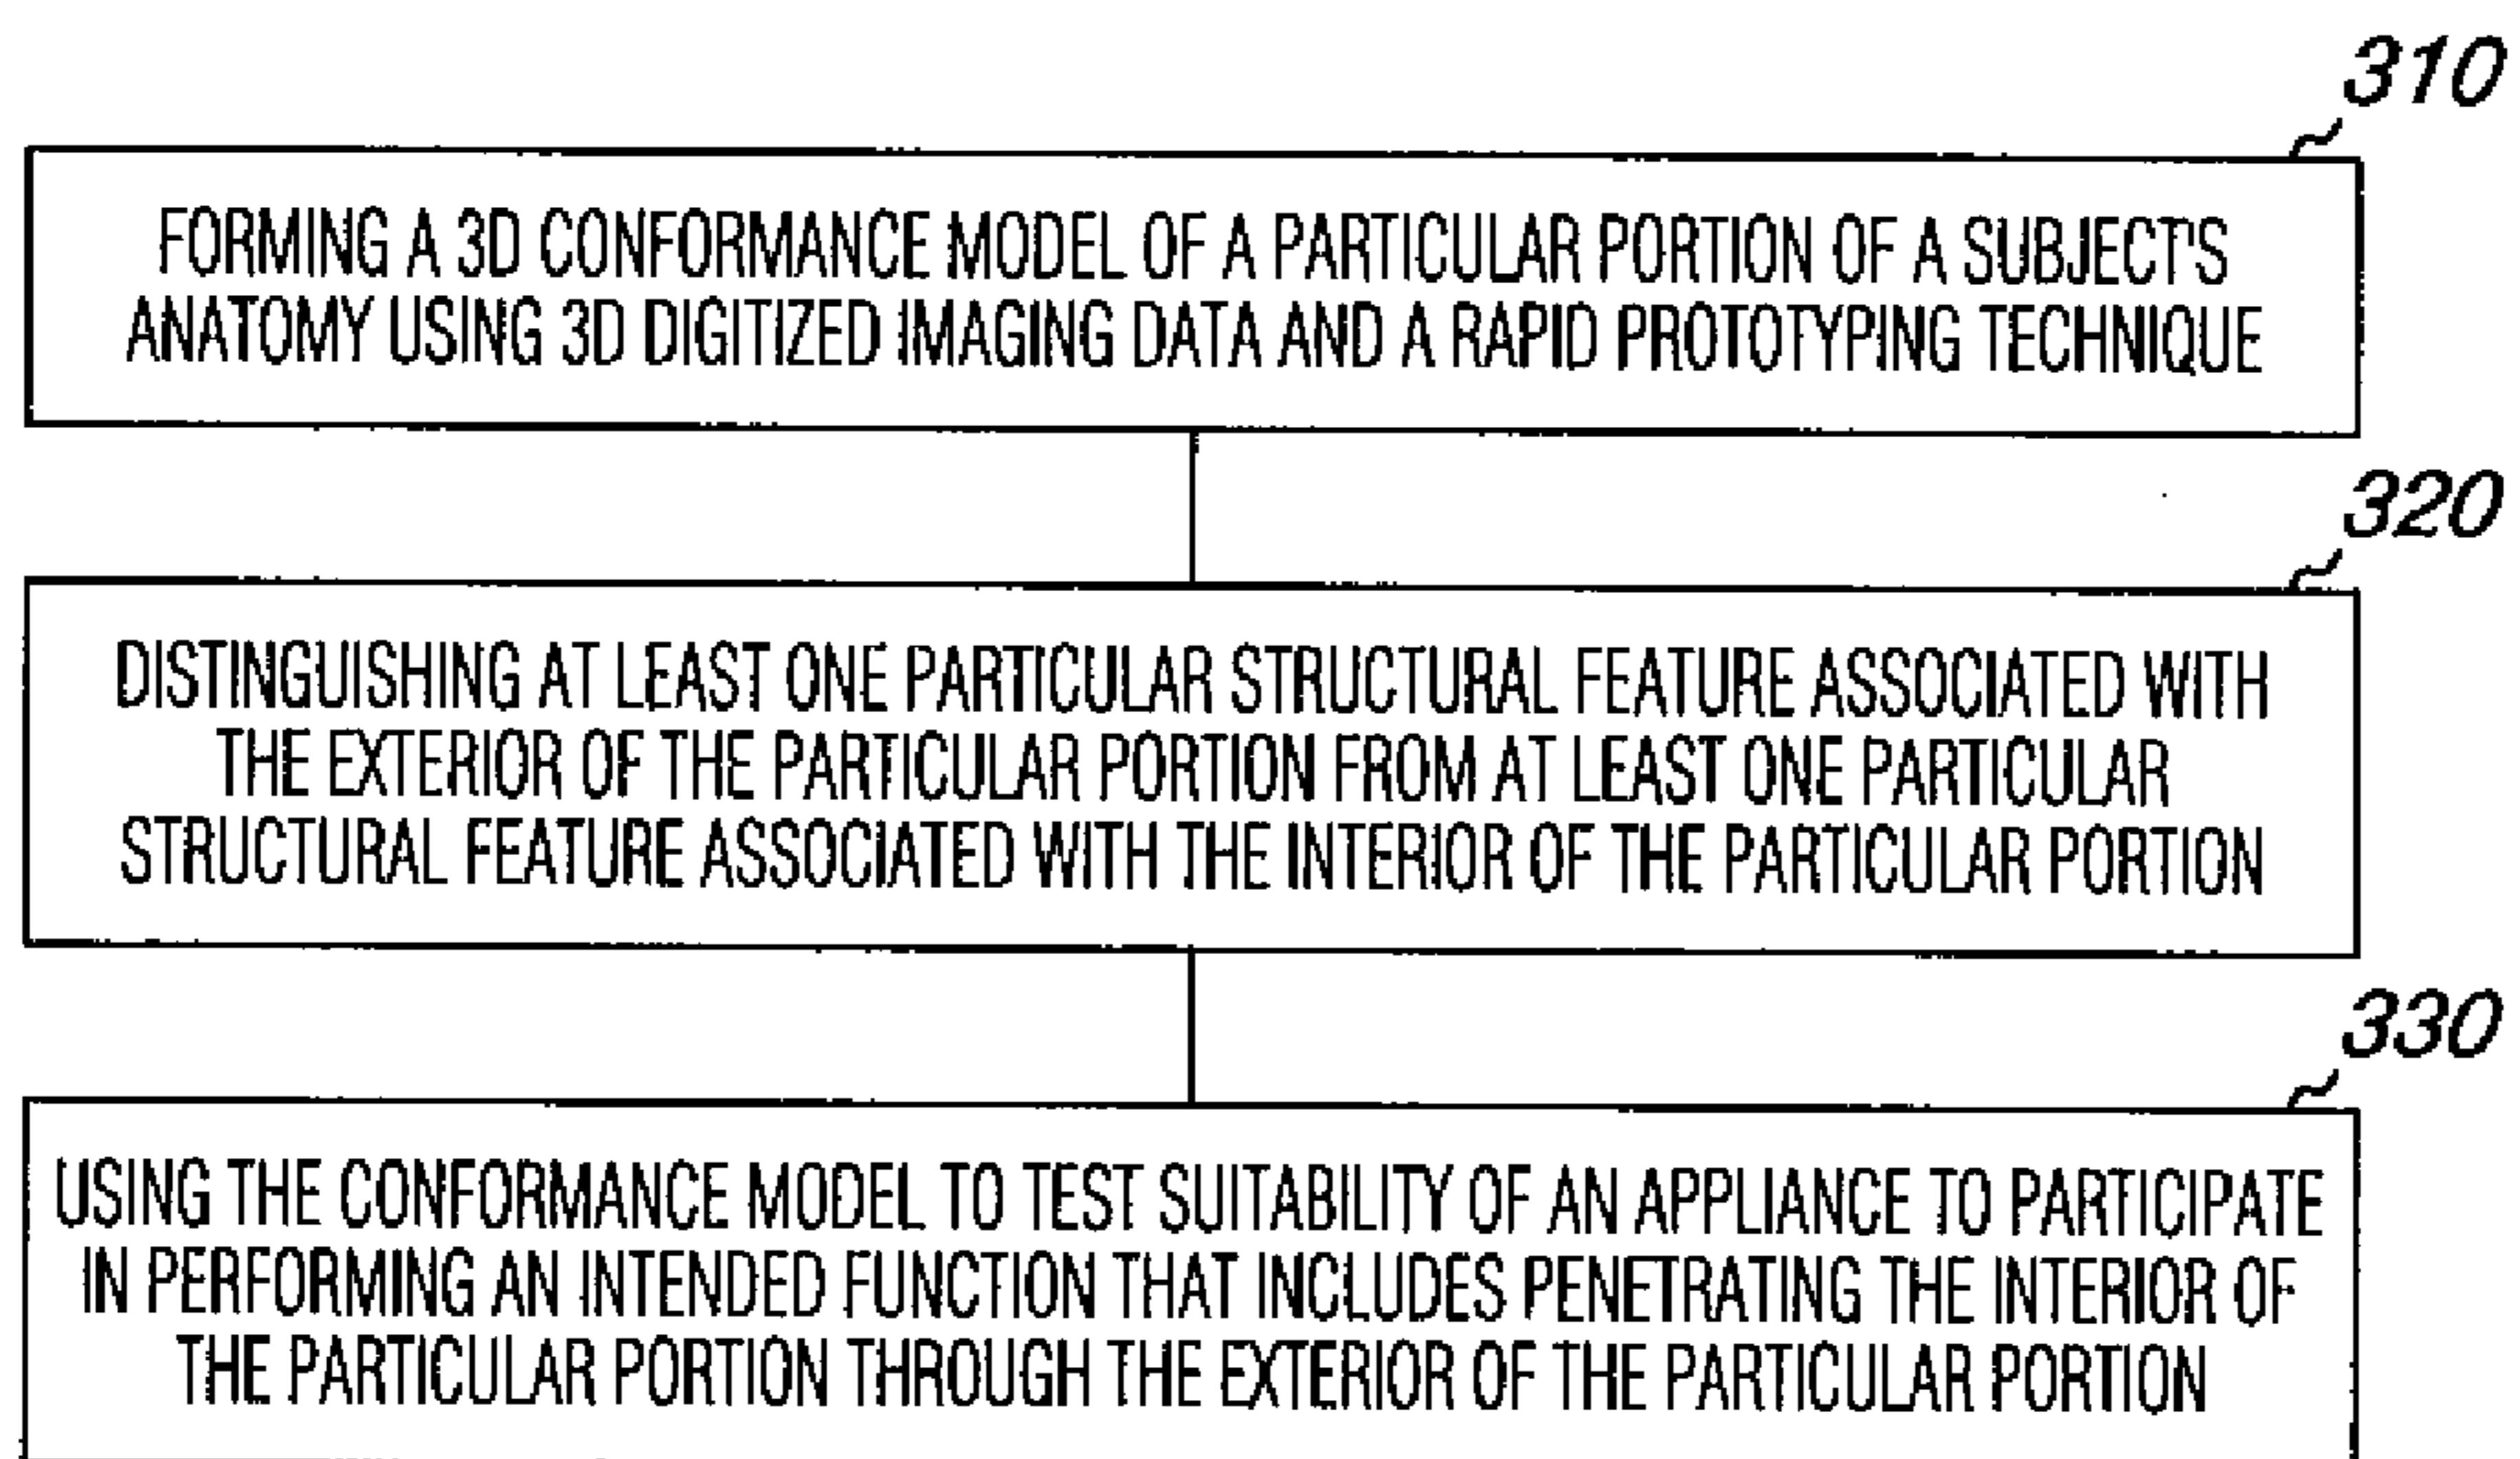 310
FORMING A 3D CONFORMANCE MODEL OF A PARTICULAR PORTION OF A SUBJECT'S
ANATOMY USING 3D DIGITIZED IMAGING DATA AND A RAPID PROTOTYPING TECHNIQUE
320
DISTINGUISHING AT LEAST ONE PARTICULAR STRUCTURAL FEATURE ASSOCIATED WITH
THE EXTERIOR OF THE PARTICULAR PORTION FROM AT LEAST ONE PARTICULAR
STRUCTURAL FEATURE ASSOCIATED WITH THE INTERIOR OF THE PARTICULAR PORTION
330
USING THE CONFORMANCE MODEL TO TEST SUITABILITY OF AN APPLIANCE TO PARTICIPATE
IN PERFORMING AN INTENDED FUNCTION THAT INCLUDES PENETRATING THE INTERIOR OF
THE PARTICULAR PORTION THROUGH THE EXTERIOR OF THE PARTICULAR PORTION